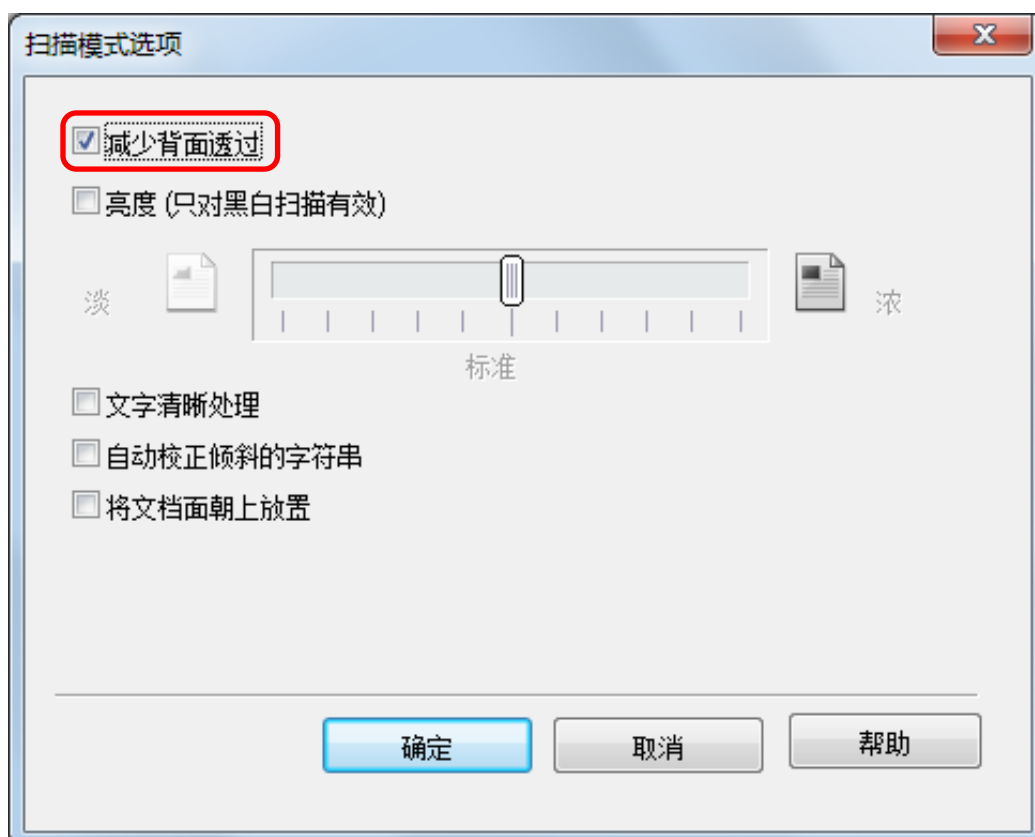 扫描模式选项
减少背面透过
亮度 (只对黑白扫描有效)
淡 浓
标准
文字清晰处理
自动校正倾斜的字符串
将文档面朝上放置
确定 取消 帮助